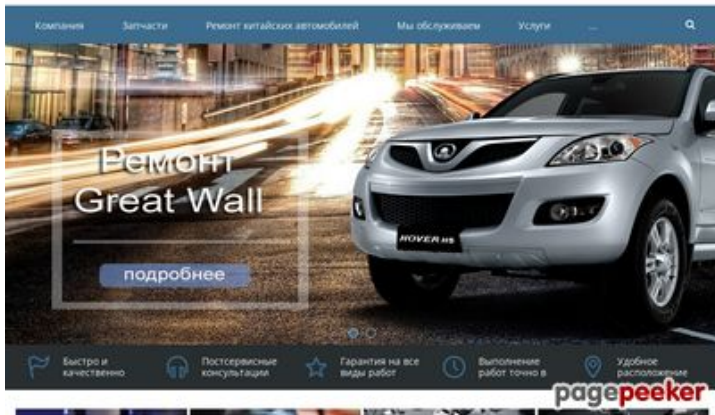 Компания
Запчасти
Ремонт китайских автомобилей
Мы обслуживаем
Услуги
...
Ремонт
Great Wall
подробнее
HOVER H5
Быстро и
качественно
Постсервисные
консультации
Гарантия на все
виды работ
Выполнение
работ точно в
Удобное
расположение
pagepeeker